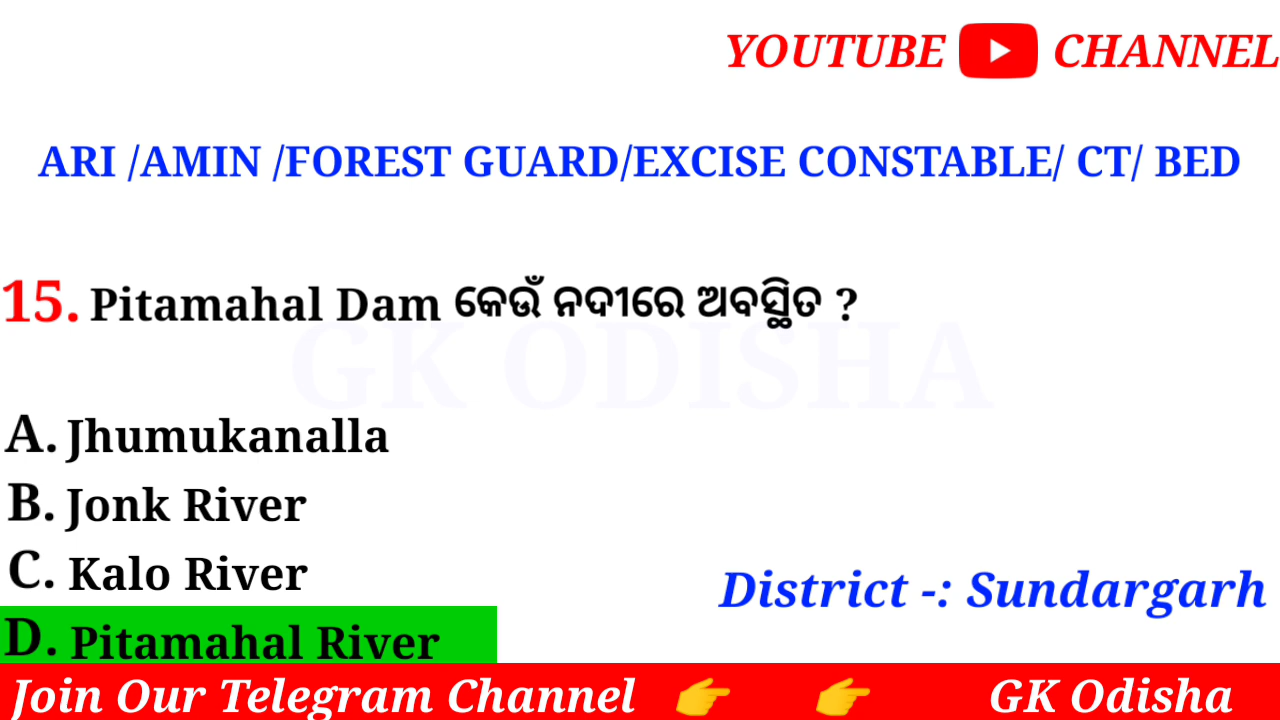 YOUTUBE CHANNEL
ARI /AMIN /FOREST GUARD/EXCISE CONSTABLE/ CT/ BED
15. Pitamahal Dam କେଉଁ ନଦୀରେ ଅବସ୍ଥିତ ?
GK ODISHA
A. Jhumukanalla
B. Jonk River
C. Kalo River
District -: Sundargarh
D. Pitamahal River
Join Our Telegram Channel 👉 👉 GK Odisha